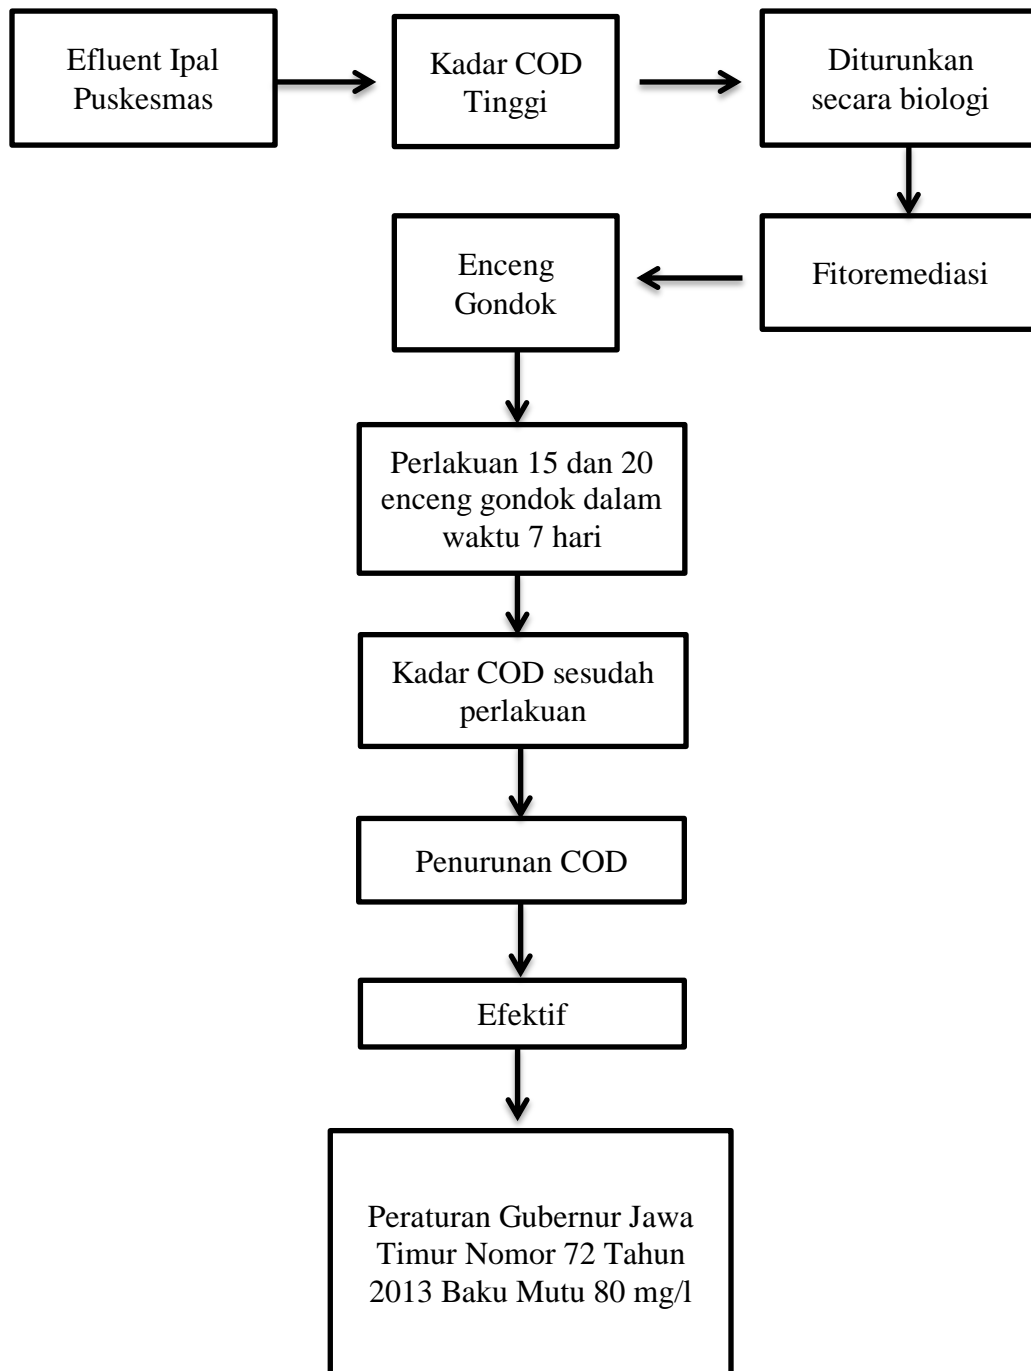 Efluent Ipal
Puskesmas
Kadar COD
Tinggi
Diturunkan
secara biologi
Fitoremediasi
Enceng
Gondok
Perlakuan 15 dan 20
enceng gondok dalam
waktu 7 hari
Kadar COD sesudah
perlakuan
Penurunan COD
Efektif
Peraturan Gubernur Jawa
Timur Nomor 72 Tahun
2013 Baku Mutu 80 mg/l